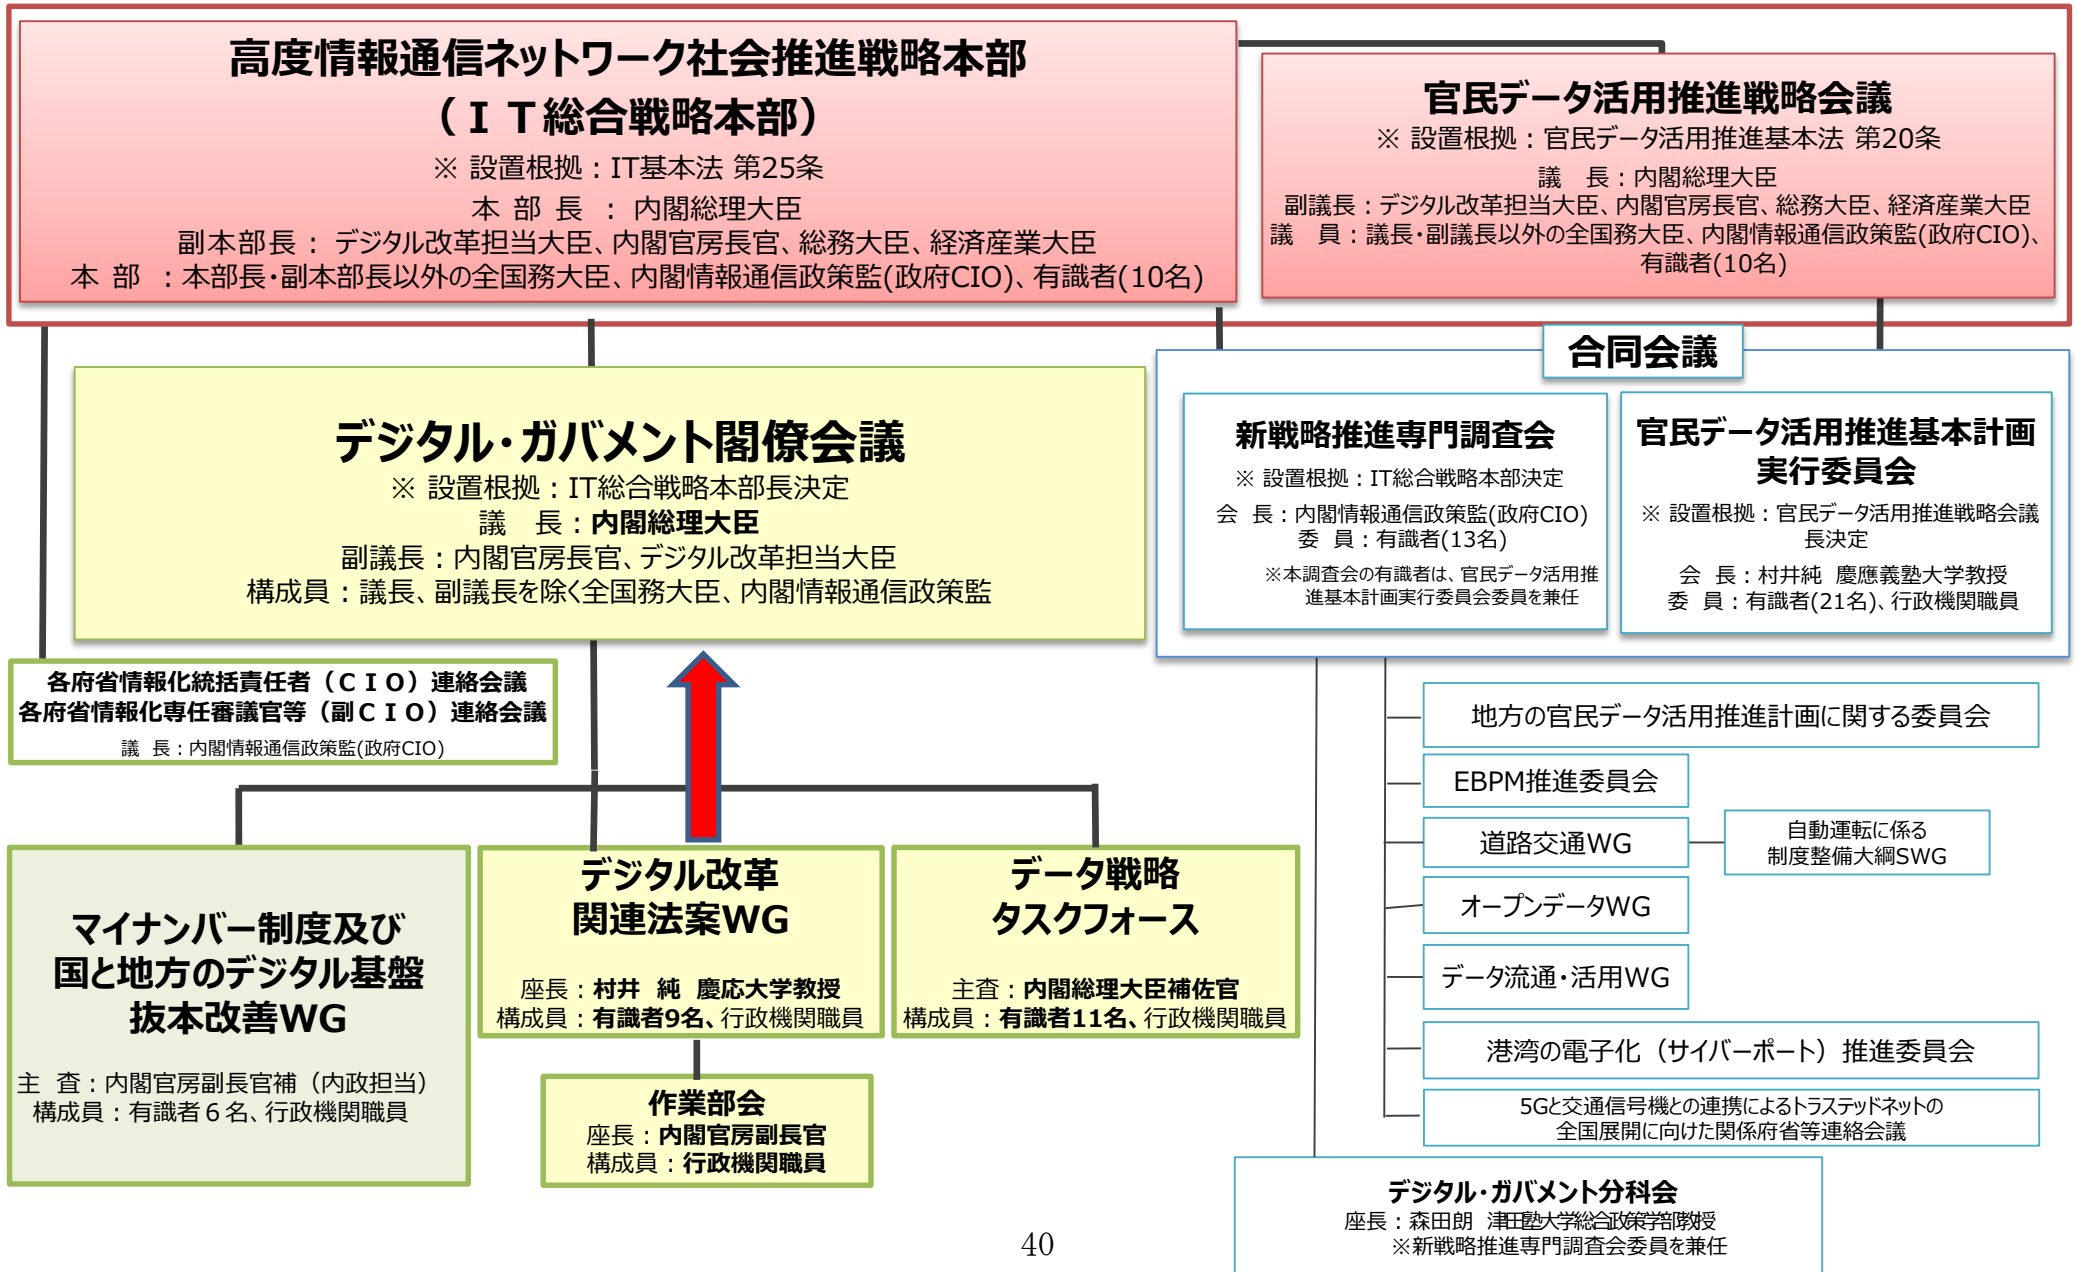 高度情報通信ネットワーク社会推進戦略本部
（ＩＴ総合戦略本部）
※ 設置根拠：IT基本法 第25条
本 部 長 ： 内閣総理大臣
副本部長： デジタル改革担当大臣、内閣官房長官、総務大臣、経済産業大臣
本 部 ：本部長・副本部長以外の全国務大臣、内閣情報通信政策監(政府CIO)、有識者(10名)
官民データ活用推進戦略会議
※ 設置根拠：官民データ活用推進基本法 第20条
議　長：内閣総理大臣
副議長：デジタル改革担当大臣、内閣官房長官、総務大臣、経済産業大臣
議　員：議長・副議長以外の全国務大臣、内閣情報通信政策監(政府CIO)、
有識者(10名)
合同会議
デジタル・ガバメント閣僚会議
※ 設置根拠：IT総合戦略本部長決定
議　長：内閣総理大臣
副議長：内閣官房長官、デジタル改革担当大臣
構成員：議長、副議長を除く全国務大臣、内閣情報通信政策監
新戦略推進専門調査会
※ 設置根拠：IT総合戦略本部決定
会 長：内閣情報通信政策監(政府CIO)
委 員：有識者(13名)
※本調査会の有識者は、官民データ活用推
進基本計画実行委員会委員を兼任
官民データ活用推進基本計画
実行委員会
※ 設置根拠：官民データ活用推進戦略会議
長決定
会 長：村井純 慶應義塾大学教授
委 員：有識者(21名)、行政機関職員
各府省情報化統括責任者（ＣＩＯ）連絡会議
各府省情報化専任審議官等（副ＣＩＯ）連絡会議
議 長：内閣情報通信政策監(政府CIO)
マイナンバー制度及び
国と地方のデジタル基盤
抜本改善WG
主 査：内閣官房副長官補（内政担当）
構成員：有識者６名、行政機関職員
デジタル改革
関連法案WG
座長：村井 純 慶応大学教授
構成員：有識者9名、行政機関職員
データ戦略
タスクフォース
主査：内閣総理大臣補佐官
構成員：有識者11名、行政機関職員
作業部会
座長：内閣官房副長官
構成員：行政機関職員
地方の官民データ活用推進計画に関する委員会
EBPM推進委員会
道路交通WG
自動運転に係る
制度整備大綱SWG
オープンデータWG
データ流通・活用WG
港湾の電子化（サイバーポート）推進委員会
5Gと交通信号機との連携によるトラステッドネットの
全国展開に向けた関係府省等連絡会議
デジタル・ガバメント分科会
座長：森田朗 津田塾大学総合政策学部教授
※新戦略推進専門調査会委員を兼任
40